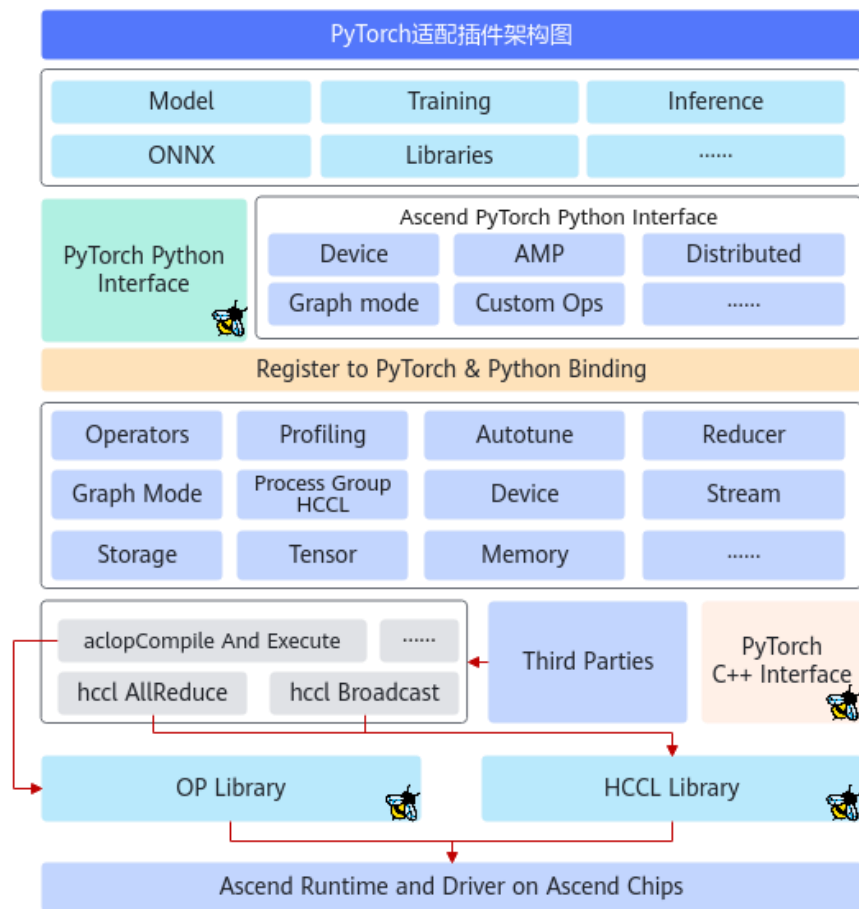 PyTorch适配插件架构图
Model
Training
Inference
ONNX
Libraries
······
PyTorch Python
Interface
Ascend PyTorch Python Interface
Device
AMP
Distributed
Graph mode
Custom Ops
······
Register to PyTorch & Python Binding
Operators
Profiling
Autotune
Reducer
Graph Mode
Process Group
HCCL
Device
Stream
Storage
Tensor
Memory
······
aclopCompile And Execute
······
hccl AllReduce
hccl Broadcast
Third Parties
PyTorch
C++ Interface
OP Library
HCCL Library
Ascend Runtime and Driver on Ascend Chips